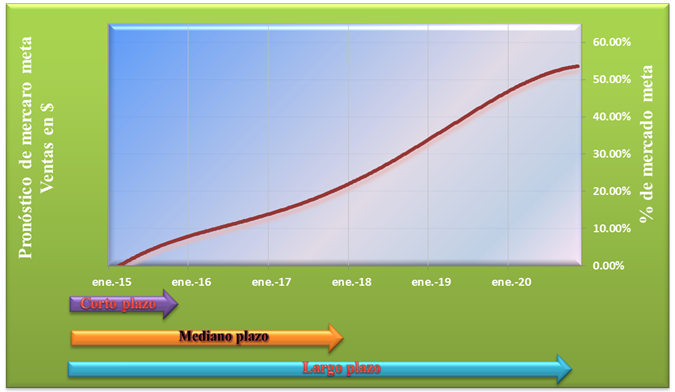 Pronóstico de mercaro meta
Ventas en $
60.00%
50.00%
40.00%
30.00%
20.00%
10.00%
0.00%
% de mercado meta
ene.-15 ene.-16 ene.-17 ene.-18 ene.-19 ene.-20
Corto plazo
Mediano plazo
Largo plazo